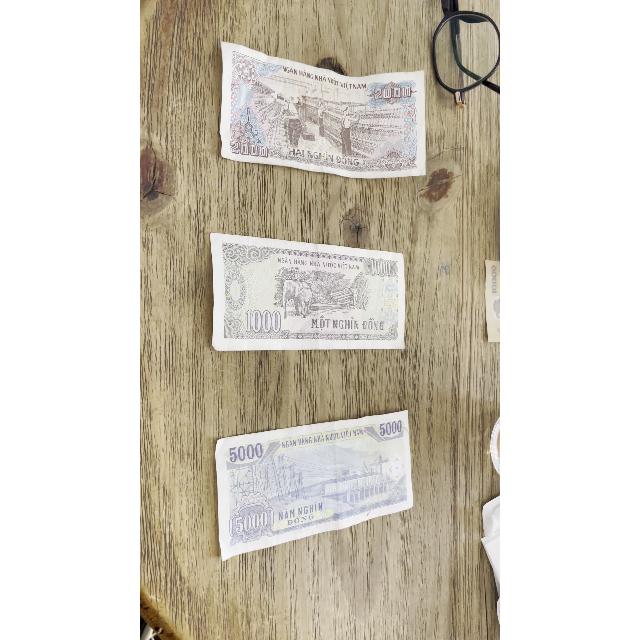 NGÂN HÀNG NHÀ NƯỚC VIỆT NAM
2000
2000
HAI NGHÌN ĐỒNG
NGÂN HÀNG NHÀ NƯỚC VIỆT NAM
1000
1000
MỘT NGHÌN ĐỒNG
5000
NGÂN HÀNG NHÀ NƯỚC VIỆT NAM
5000
5000
NĂM NGHÌN
ĐỒNG